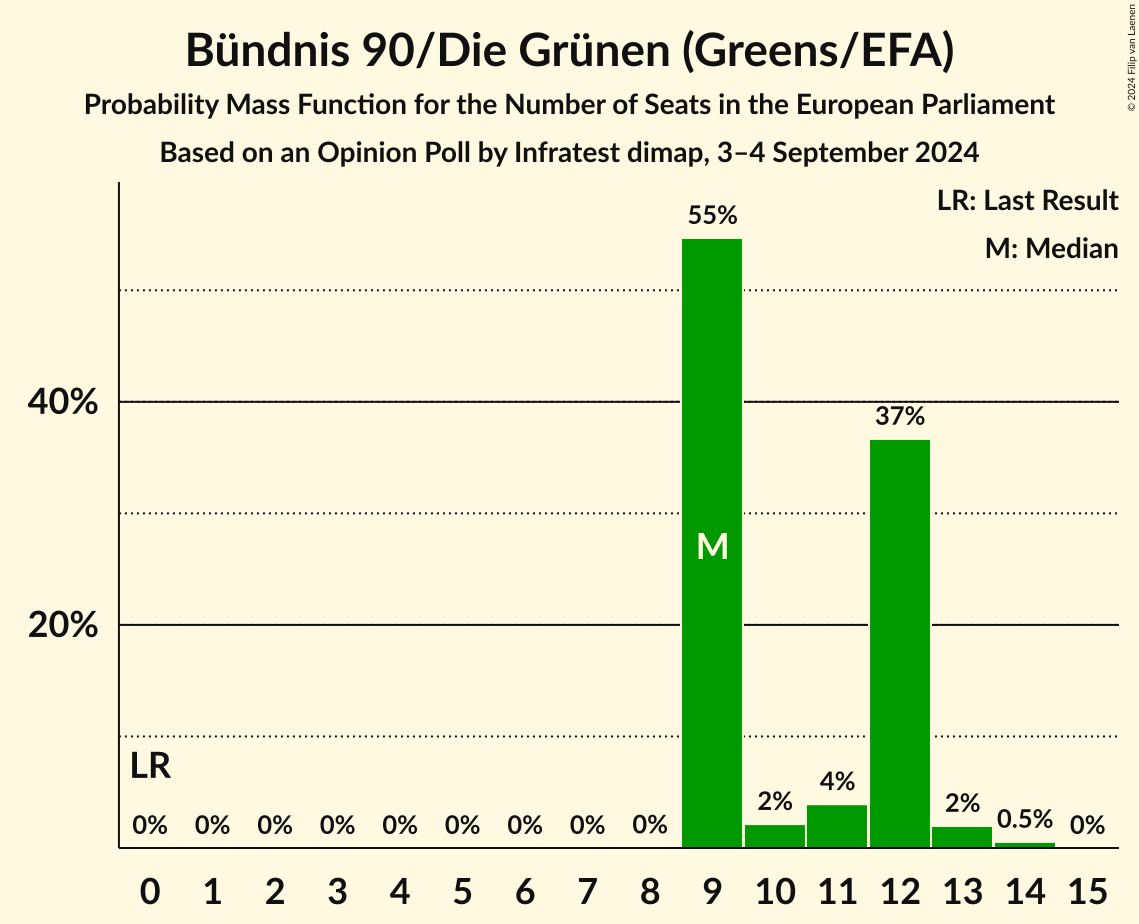 Bündnis 90/Die Grünen (Greens/EFA)
Probability Mass Function for the Number of Seats in the European Parliament
Based on an Opinion Poll by Infratest dimap, 3–4 September 2024
© 2024 Filip van Laenen
LR: Last Result
M: Median
55%
40%
37%
M
20%
LR
0% 0% 0% 0% 0% 0% 0% 0% 0% 2% 4% 2% 0.5% 0%
0 1 2 3 4 5 6 7 8 9 10 11 12 13 14 15